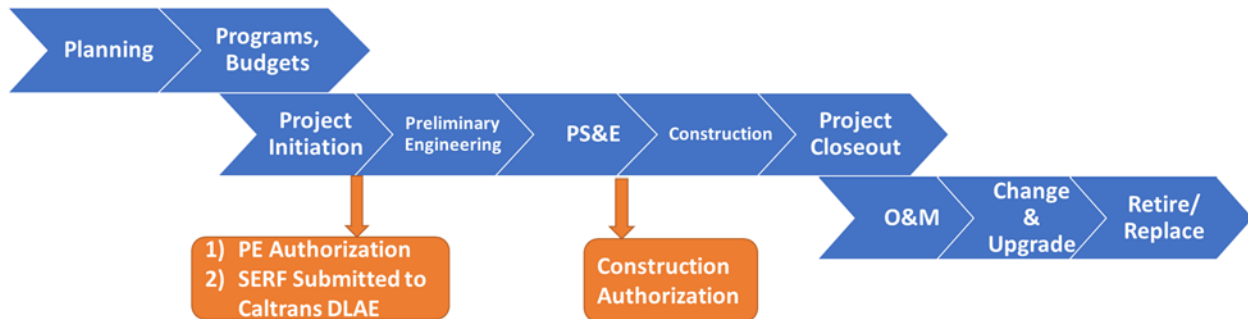 Planning
Programs,
Budgets
Project
Initiation
Preliminary
Engineering
PS&E
Construction
Project
Closeout
O&M
Change
&
Upgrade
Retire/
Replace
1) PE Authorization
2) SERF Submitted to
Caltrans DLAE
Construction
Authorization